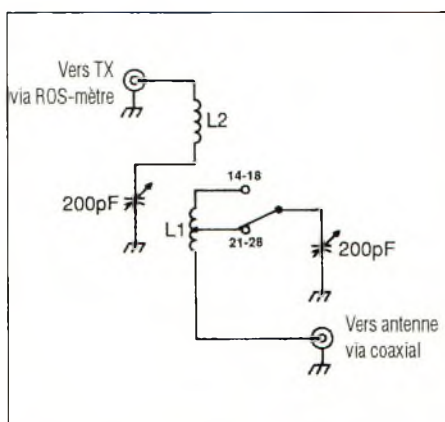 Vers TX
via ROS-mètre
L2
14-18
200pF
L1
21-28
200pF
Vers antenne
via coaxial